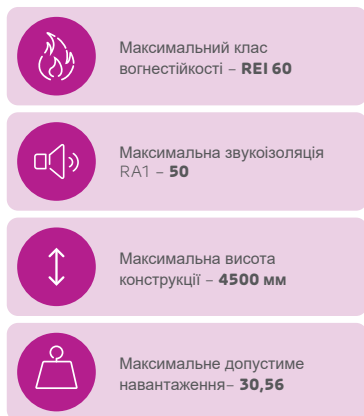 Максимальний клас
вогнестійкості – REI 60
Максимальна звукоізоляція
RA1 – 50
Максимальна висота
конструкції – 4500 мм
Максимальне допустиме
навантаження– 30,56